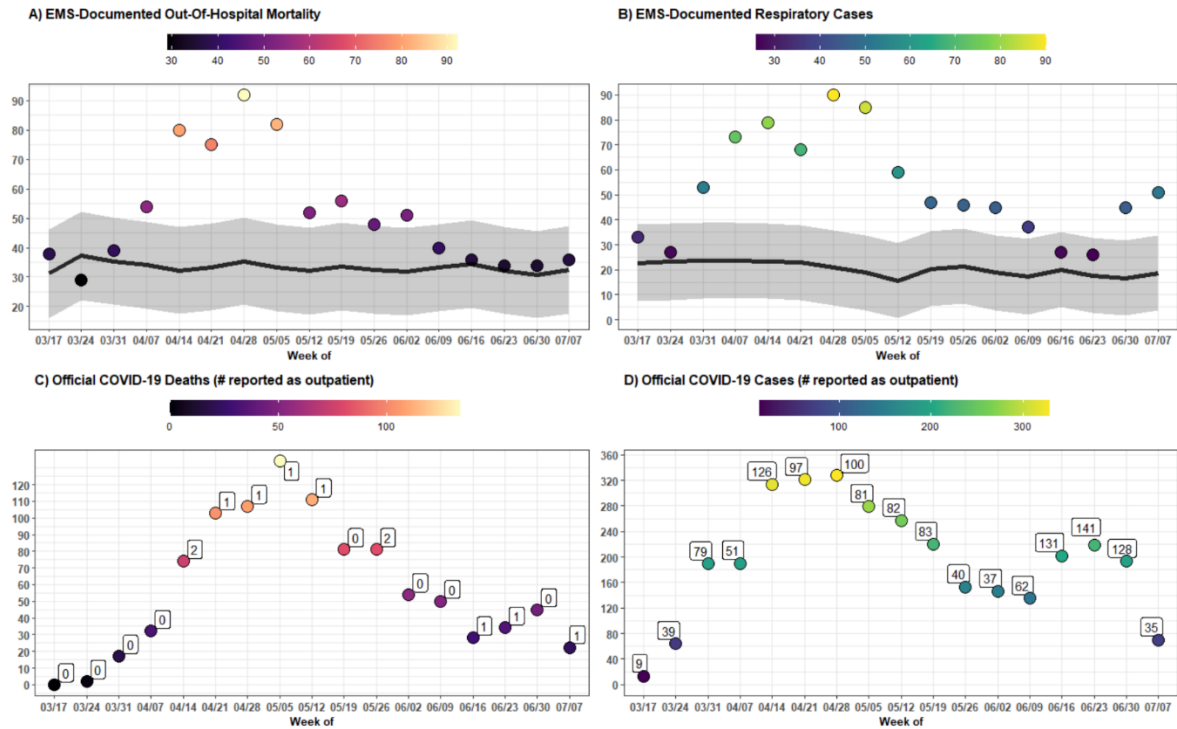 A) EMS-Documented Out-Of-Hospital Mortality
30 40 50 60 70 80 90
90
80
70
60
50
40
30
20
03/17 03/24 03/31 04/07 04/14 04/21 04/28 05/05 05/12 05/19 05/26 06/02 06/09 06/16 06/23 06/30 07/07
Week of
B) EMS-Documented Respiratory Cases
30 40 50 60 70 80 90
90
80
70
60
50
40
30
20
10
0
03/17 03/24 03/31 04/07 04/14 04/21 04/28 05/05 05/12 05/19 05/26 06/02 06/09 06/16 06/23 06/30 07/07
Week of
C) Official COVID-19 Deaths (# reported as outpatient)
0 50 100
120
110
100
90
80
70
60
50
40
30
20
10
0
0 0 0 0 2 1 1 1 1 0 2 0 0 1 1 0 1
03/17 03/24 03/31 04/07 04/14 04/21 04/28 05/05 05/12 05/19 05/26 06/02 06/09 06/16 06/23 06/30 07/07
Week of
D) Official COVID-19 Cases (# reported as outpatient)
100 200 300
360
320
280
240
200
160
120
80
40
0
9 39 79 51 126 97 100 81 82 83 40 37 62 131 141 128 35
03/17 03/24 03/31 04/07 04/14 04/21 04/28 05/05 05/12 05/19 05/26 06/02 06/09 06/16 06/23 06/30 07/07
Week of